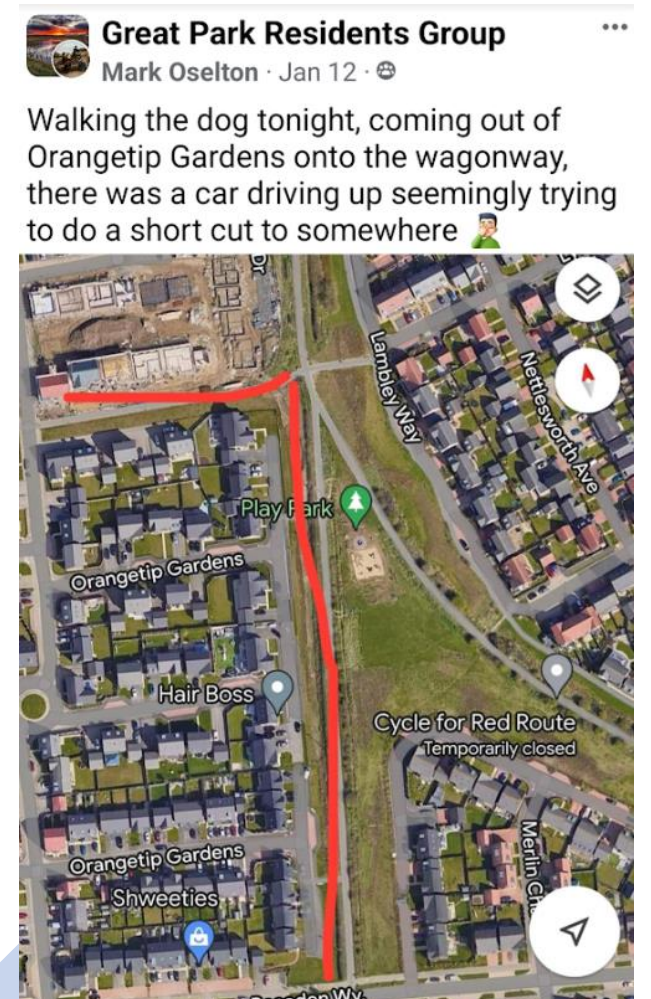 Great Park Residents Group
Mark Oselton · Jan 12 ·
Walking the dog tonight, coming out of
Orangetip Gardens onto the wagonway,
there was a car driving up seemingly trying
to do a short cut to somewhere 🤦🏻‍♂️
Dr
Lambley Way
Nettlesworth Ave
Play Park
Orangetip Gardens
Hair Boss
Cycle for Red Route
Temporarily closed
Orangetip Gardens
Merlin
Shweeties